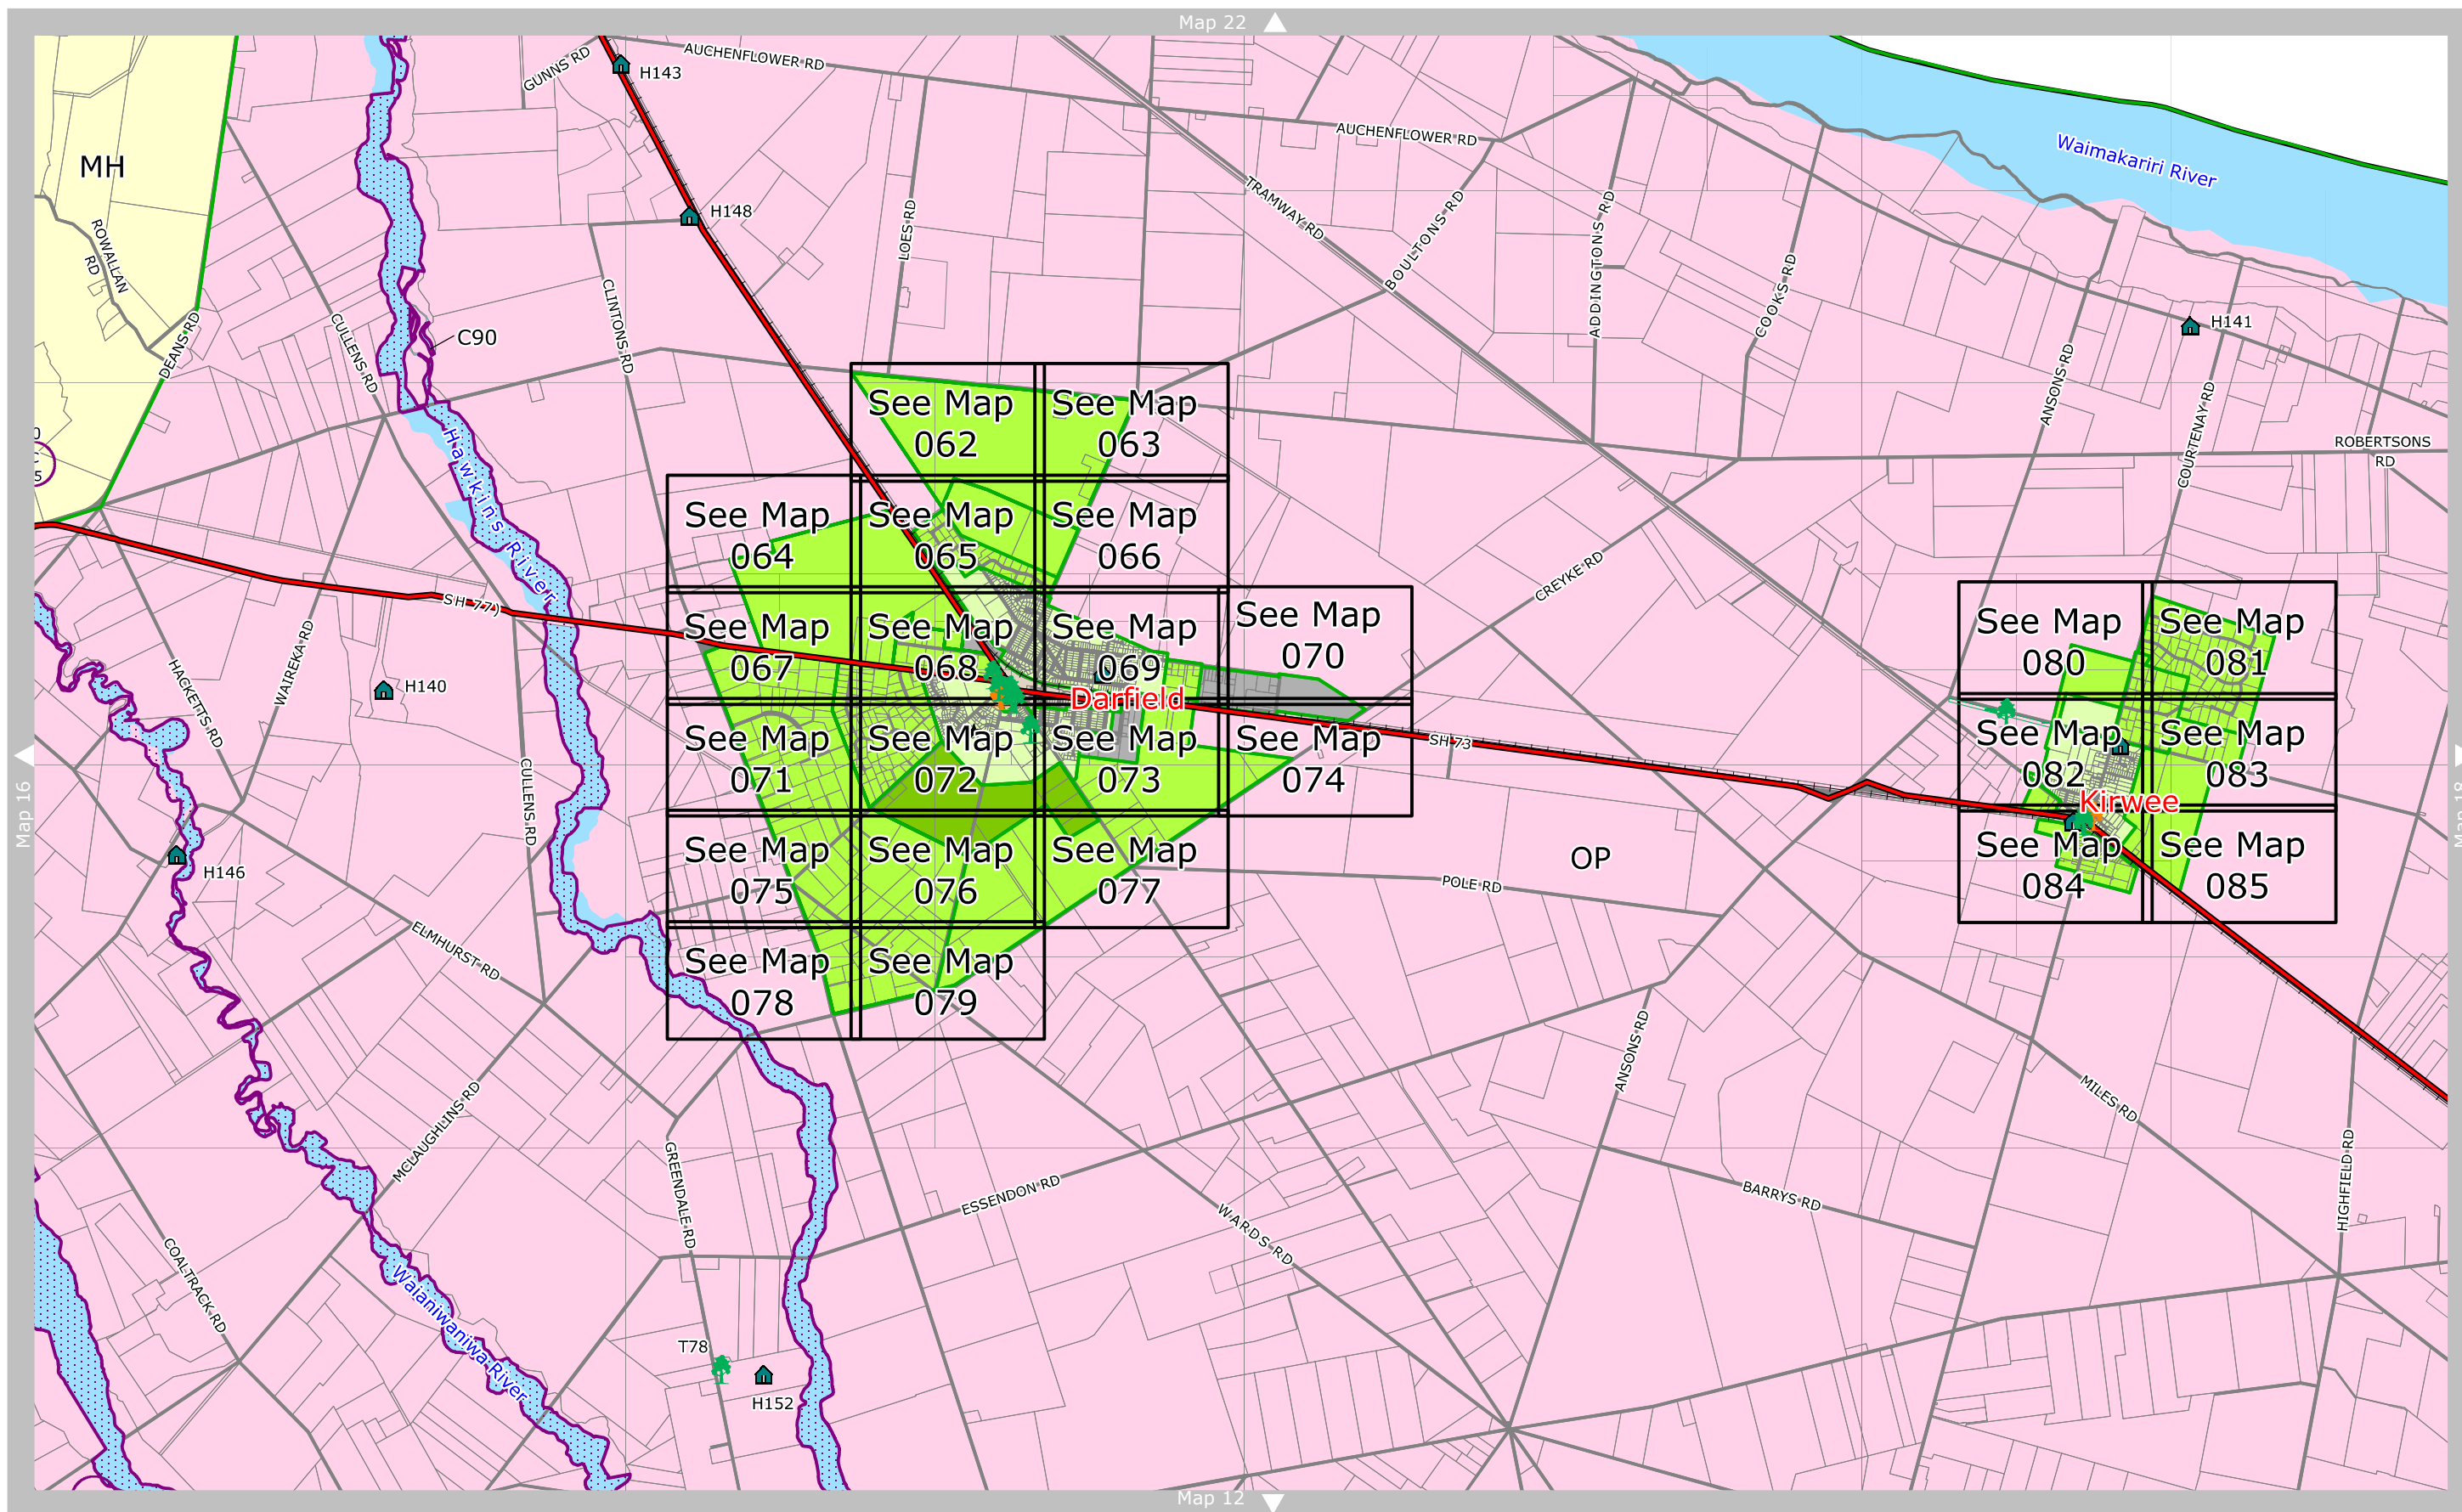 Map 22
GUNNS RD
H143
AUCHENFLOWER RD
AUCHENFLOWER RD
Waimakariri River
MH
ROWALLAN
RD
H148
LOES RD
TRAMWAY RD
BOULTONS RD
ADDINGTONS RD
COOKS RD
DEANS RD
CULLENS RD
C90
CLINTONS RD
H141
ANSONS RD
COURTENAY RD
ROBERTSONS
RD
0
5
Hawkins River
See Map
062
See Map
063
See Map
064
See Map
065
See Map
066
CREYKE RD
SH 77)
See Map
067
See Map
068
See Map
069
See Map
070
See Map
080
See Map
081
HACKETTS RD
WAIREKA RD
H140
Darfield
SH 73
Map 16
CULLENS RD
See Map
071
See Map
072
See Map
073
See Map
074
See Map
082
See Map
083
Kirwee
H146
See Map
075
See Map
076
See Map
077
OP
POLE RD
See Map
084
See Map
085
ELMHURST RD
See Map
078
See Map
079
ANSONS RD
MILES RD
MCLAUGHLINS RD
GREENDALE RD
ESSENDON RD
WARDS RD
BARRYS RD
HIGHFIELD RD
COALTRACK RD
Waianiwaniwa River
T78
H152
Map 12